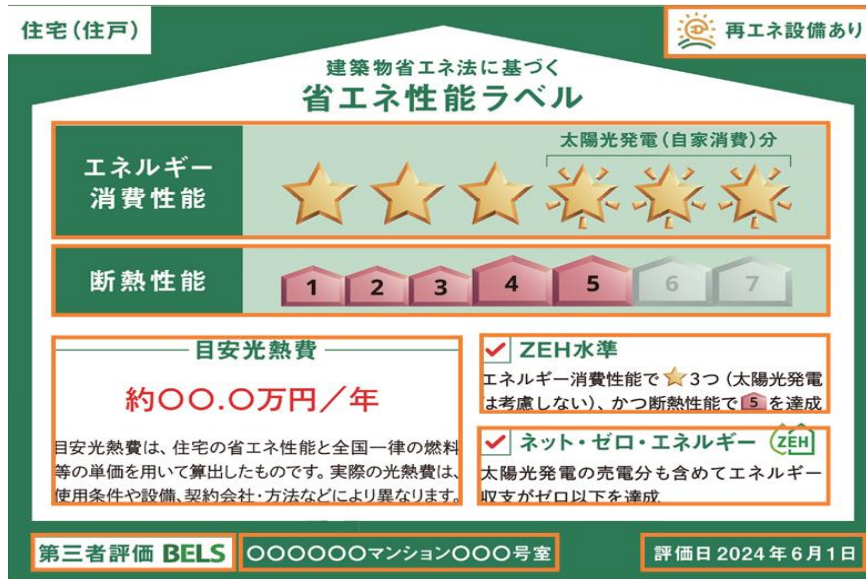 住宅(住戸)
再エネ設備あり
建築物省エネ法に基づく
省エネ性能ラベル
エネルギー
消費性能
太陽光発電(自家消費)分
断熱性能
1 2 3 4 5 6 7
目安光熱費
約〇〇.〇万円/年
目安光熱費は、住宅の省エネ性能と全国一律の燃料
等の単価を用いて算出したものです。実際の光熱費は、
使用条件や設備、契約会社・方法などにより異なります。
ZEH水準
エネルギー消費性能で⭐3つ(太陽光発電
は考慮しない)、かつ断熱性能で5を達成
ネット・ゼロ・エネルギー ZEH
太陽光発電の売電分も含めてエネルギー
収支がゼロ以下を達成
第三者評価 BELS 〇〇〇〇〇〇マンション〇〇〇号室 評価日2024年6月1日